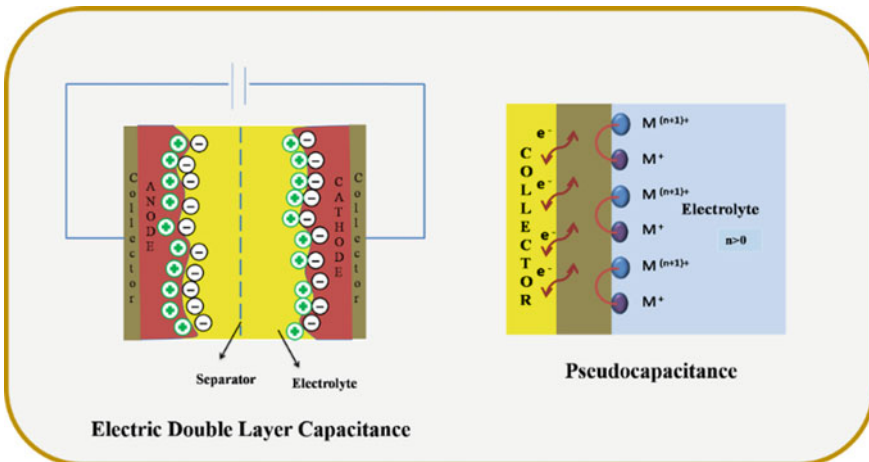 Collector
ANODE
CATHODE
Collector
Separator
Electrolyte
Electric Double Layer Capacitance
COLLECTOR
e⁻
e⁻
e⁻
e⁻
M⁽ⁿ⁺¹⁾⁺
M⁺
M⁽ⁿ⁺¹⁾⁺
Electrolyte
M⁺
n>0
M⁽ⁿ⁺¹⁾⁺
M⁺
Pseudocapacitance